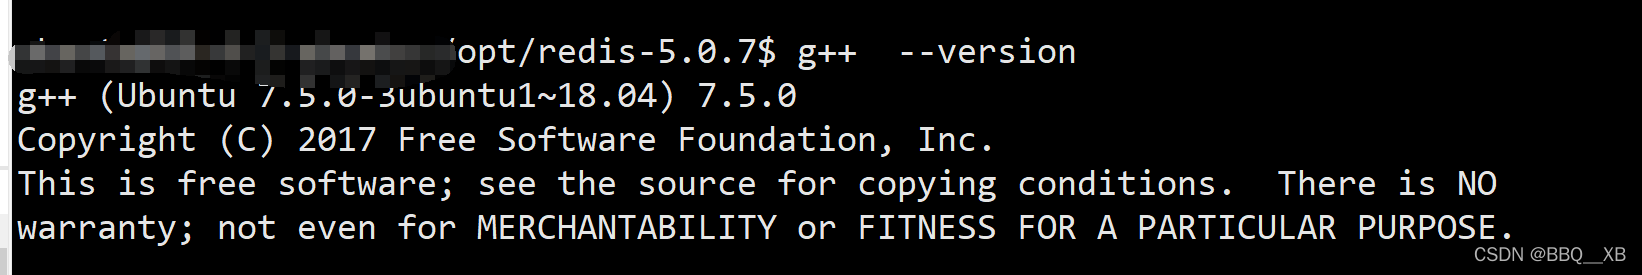 /opt/redis-5.0.7$ g++  --version
g++ (Ubuntu 7.5.0-3ubuntu1~18.04) 7.5.0
Copyright (C) 2017 Free Software Foundation, Inc.
This is free software; see the source for copying conditions.  There is NO
warranty; not even for MERCHANTABILITY or FITNESS FOR A PARTICULAR PURPOSE.
CSDN @BBQ__XB